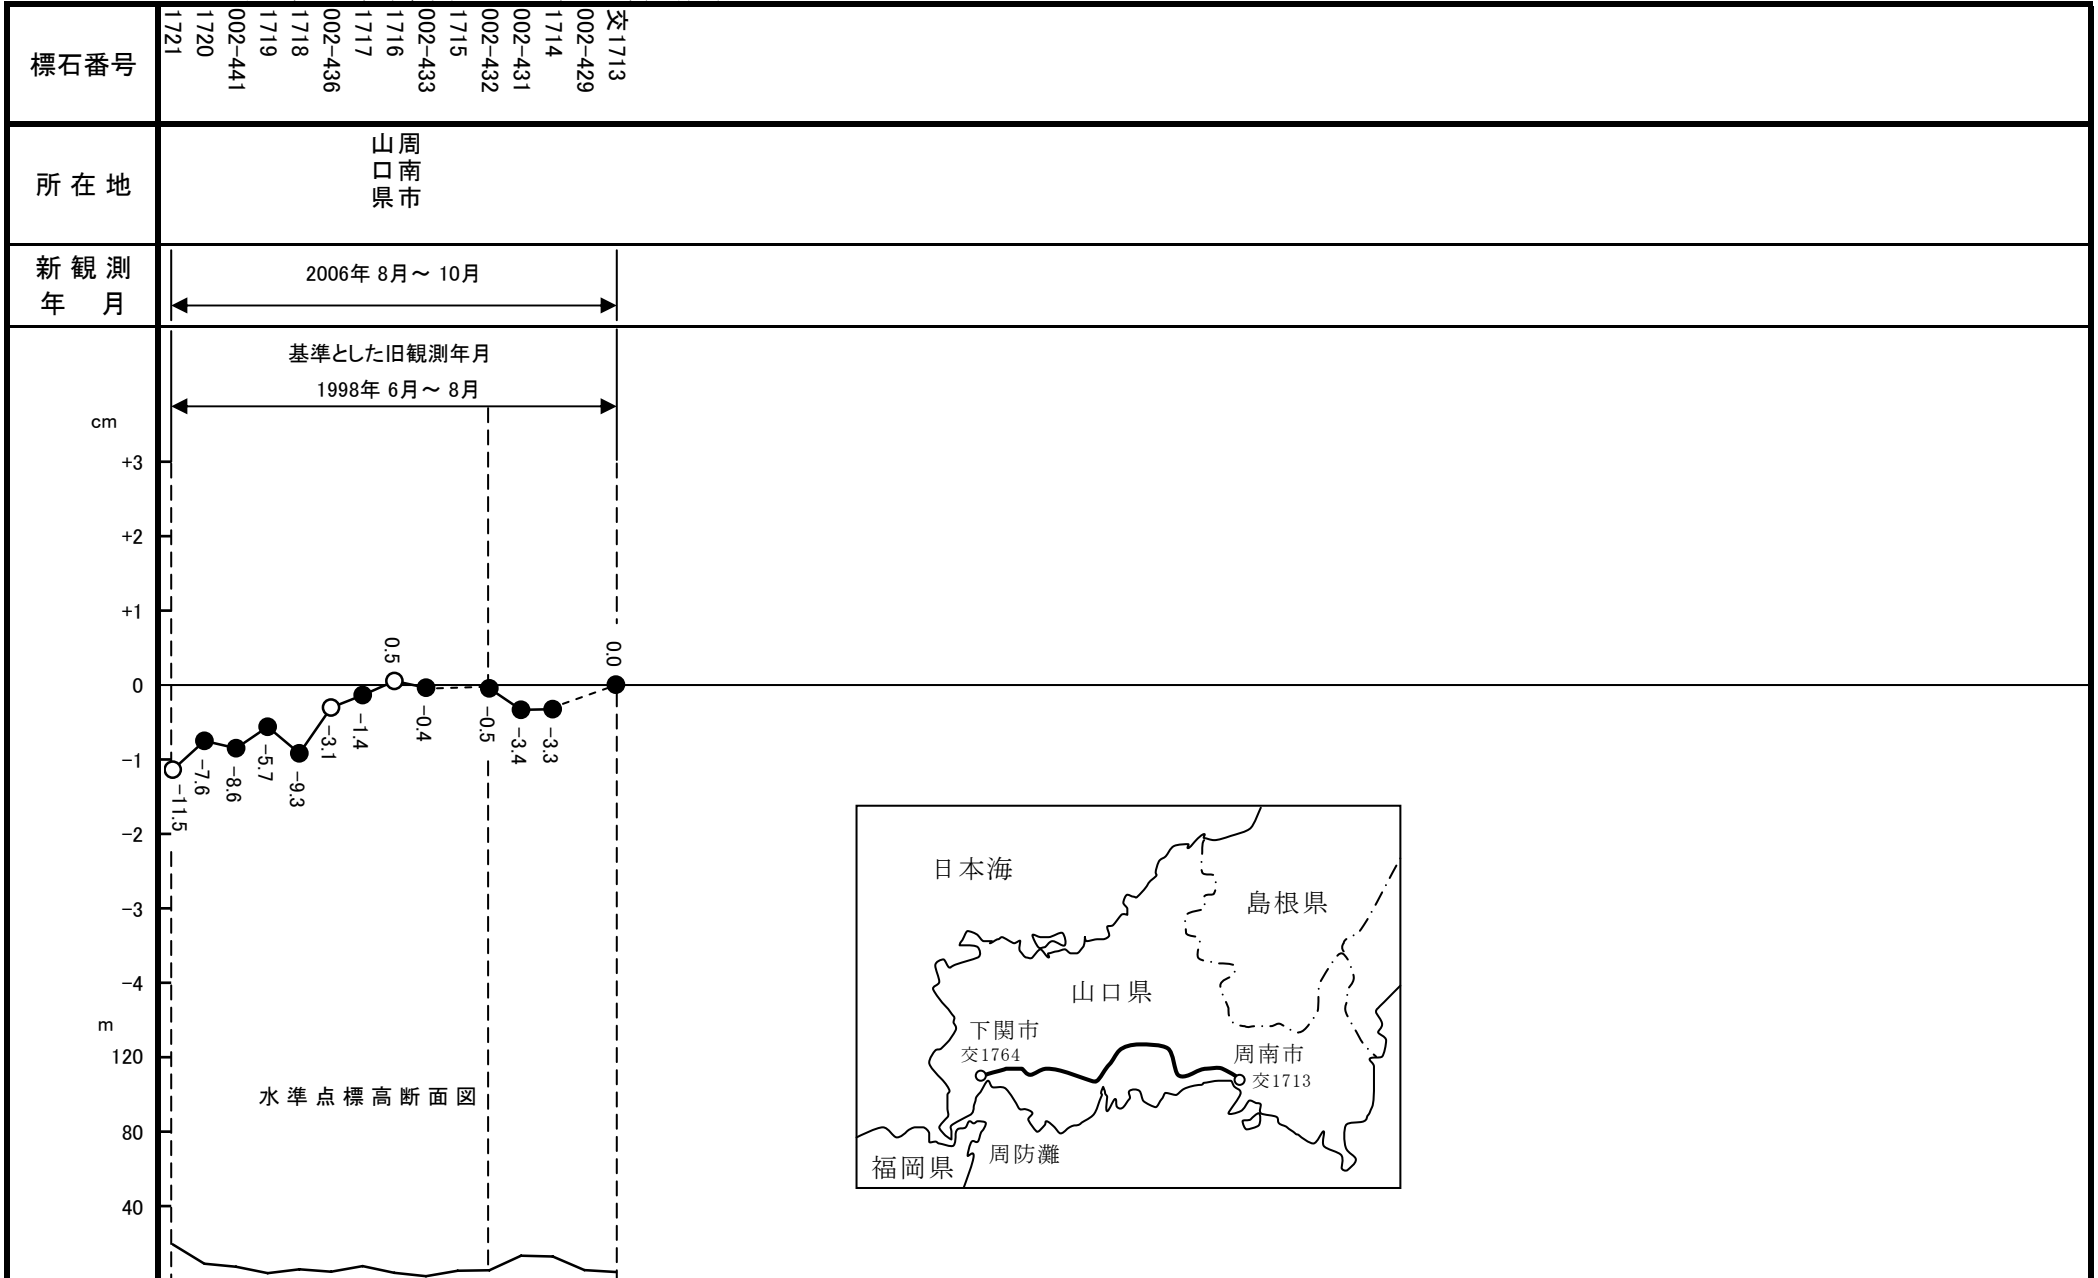 標石番号
1721
1720
002-441
1719
1718
002-436
1717
1716
002-433
1715
002-432
002-431
1714
002-429
交1713
所在地
周南市
山口県
新観測
年 月
2006年 8月～ 10月
基準とした旧観測年月
1998年 6月～ 8月
cm
+3
+2
+1
0
-1
-2
-3
-4
-11.5
-7.6
-8.6
-5.7
-9.3
-3.1
-1.4
0.5
-0.4
-0.5
-3.4
-3.3
0.0
m
120
80
40
水準点標高断面図
日本海
島根県
山口県
下関市
交1764
周南市
交1713
周防灘
福岡県